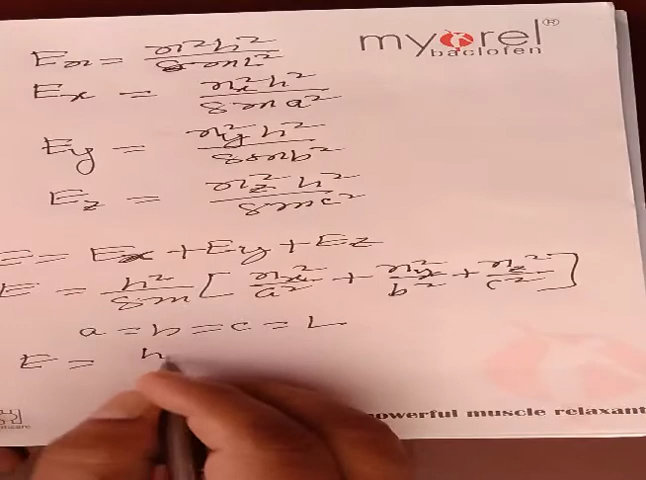 myorel®
baclofen
En = n²h² / 8mL²
Ex = nx²h² / 8ma²
Ey = ny²h² / 8mb²
Ez = nz²h² / 8mc²
E = Ex + Ey + Ez
E = h²/8m [ nx²/a² + ny²/b² + nz²/c² ]
a = b = c = L
E = h
powerful muscle relaxant